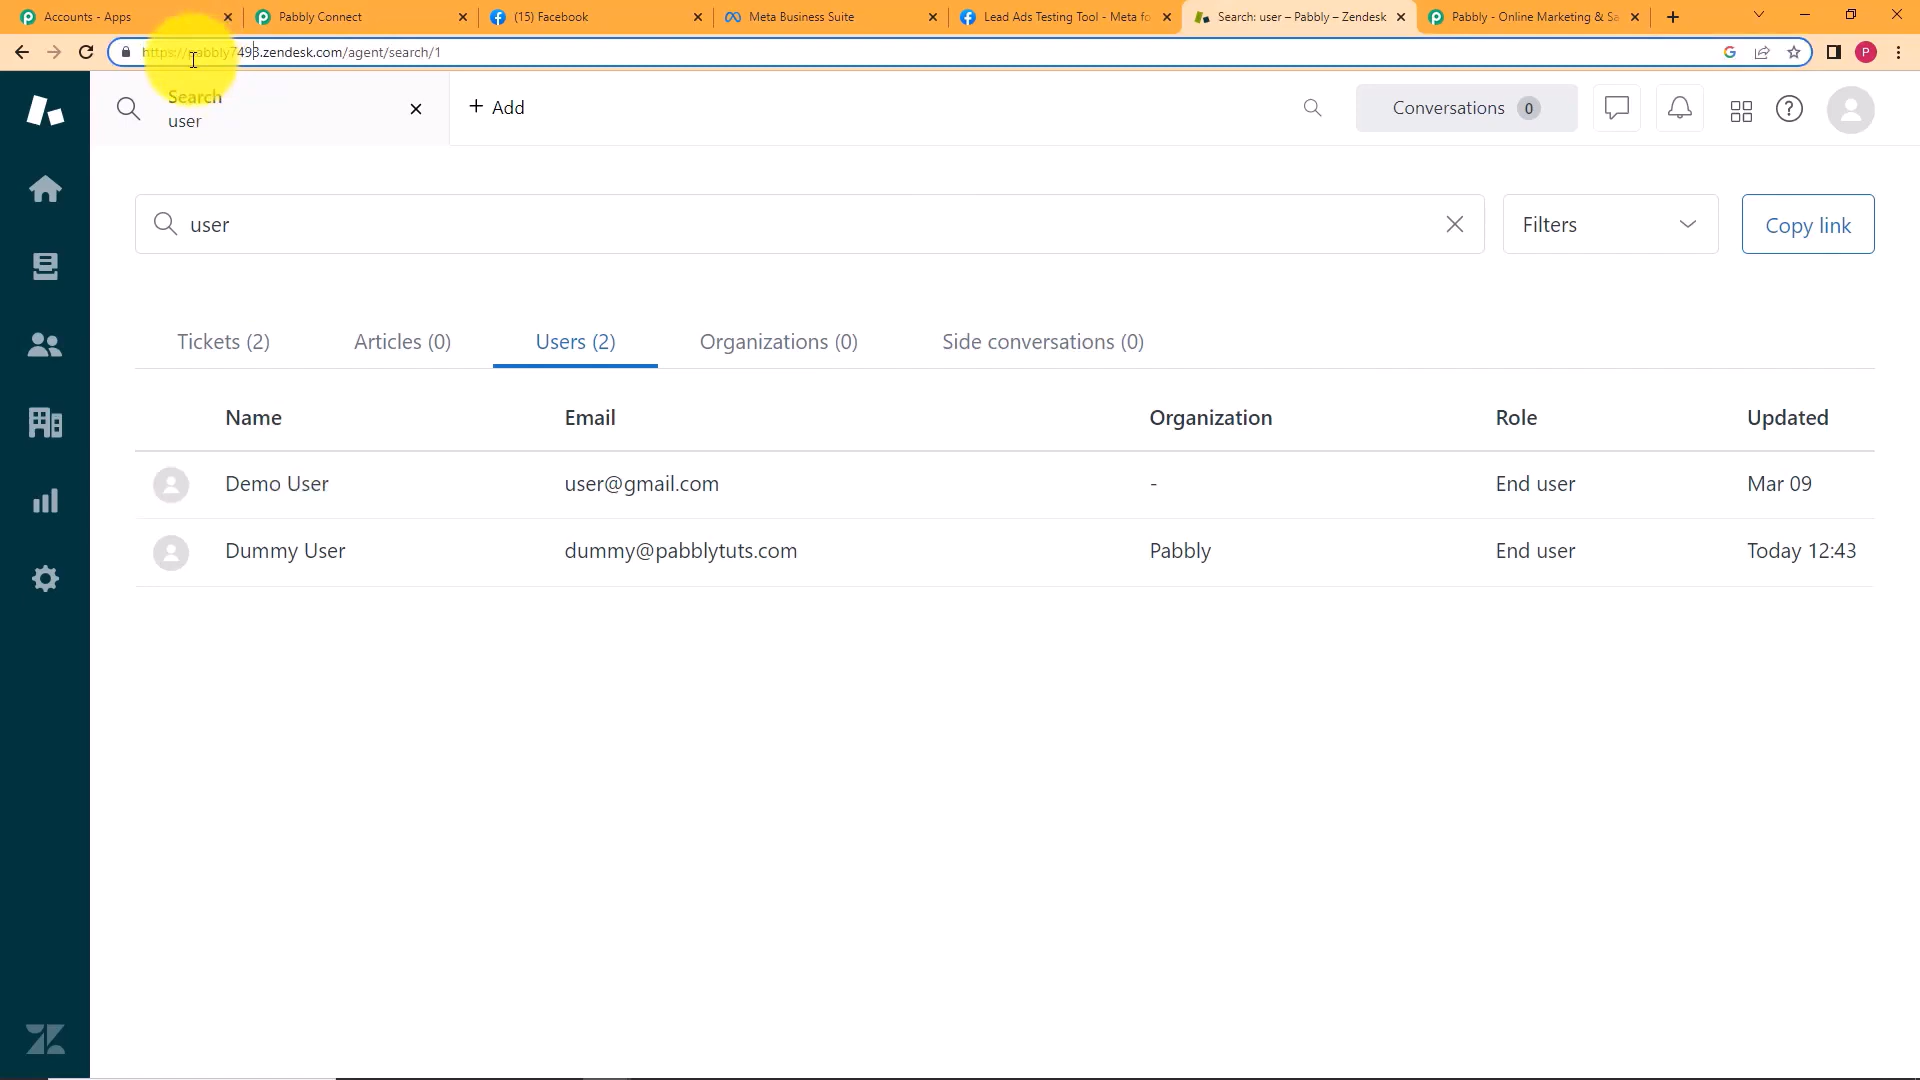 Accounts - Apps
Pabbly Connect
(15) Facebook
Meta Business Suite
Lead Ads Testing Tool - Meta fo
Search: user – Pabbly – Zendesk
Pabbly - Online Marketing & Sa
https://pabbly7493.zendesk.com/agent/search/1
P
Search
user
+ Add
Conversations 0
user
Filters
Copy link
Tickets (2)
Articles (0)
Users (2)
Organizations (0)
Side conversations (0)
Name Email Organization Role Updated
Demo User user@gmail.com - End user Mar 09
Dummy User dummy@pabblytuts.com Pabbly End user Today 12:43